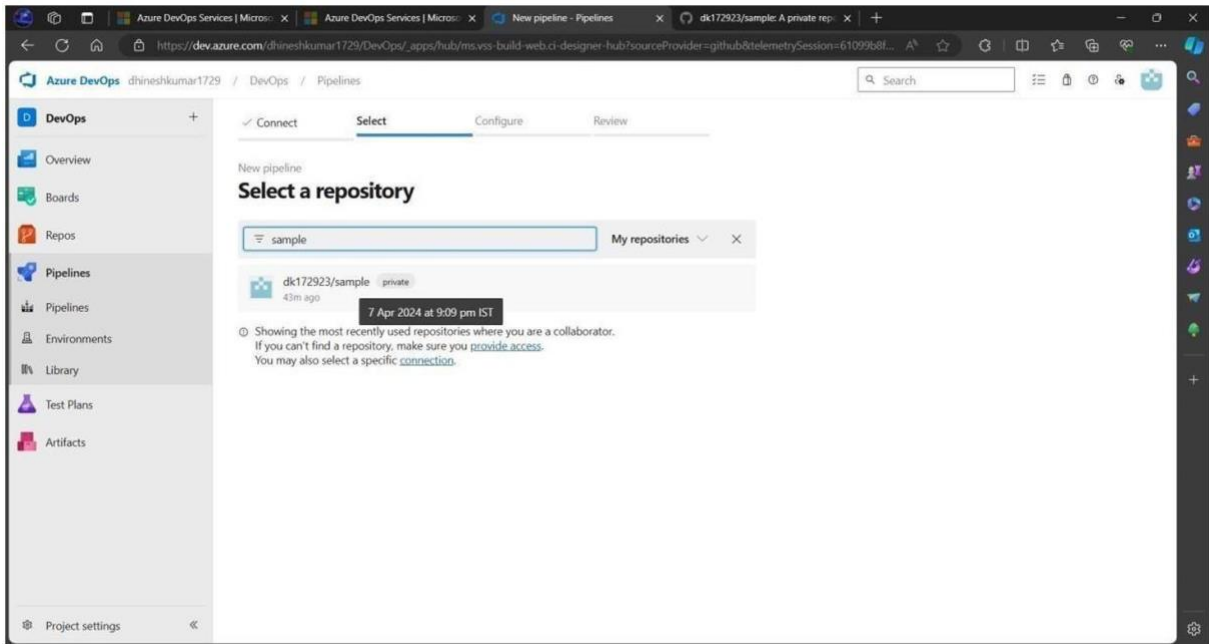 Azure DevOps Services | Microso
Azure DevOps Services | Microso
New pipeline - Pipelines
dk172923/sample: A private rep
https://dev.azure.com/dhineshkumar1729/DevOps/_apps/hub/ms.vss-build-web.ci-designer-hub?sourceProvider=github&telemetrySession=61099b8f...
Azure DevOps dhineshkumar1729 / DevOps / Pipelines
Search
D DevOps +
Overview
Boards
Repos
Pipelines
Pipelines
Environments
Library
Test Plans
Artifacts
Project settings
Connect Select Configure Review
New pipeline
Select a repository
sample My repositories
dk172923/sample private
43m ago
7 Apr 2024 at 9:09 pm IST
Showing the most recently used repositories where you are a collaborator.
If you can't find a repository, make sure you provide access.
You may also select a specific connection.